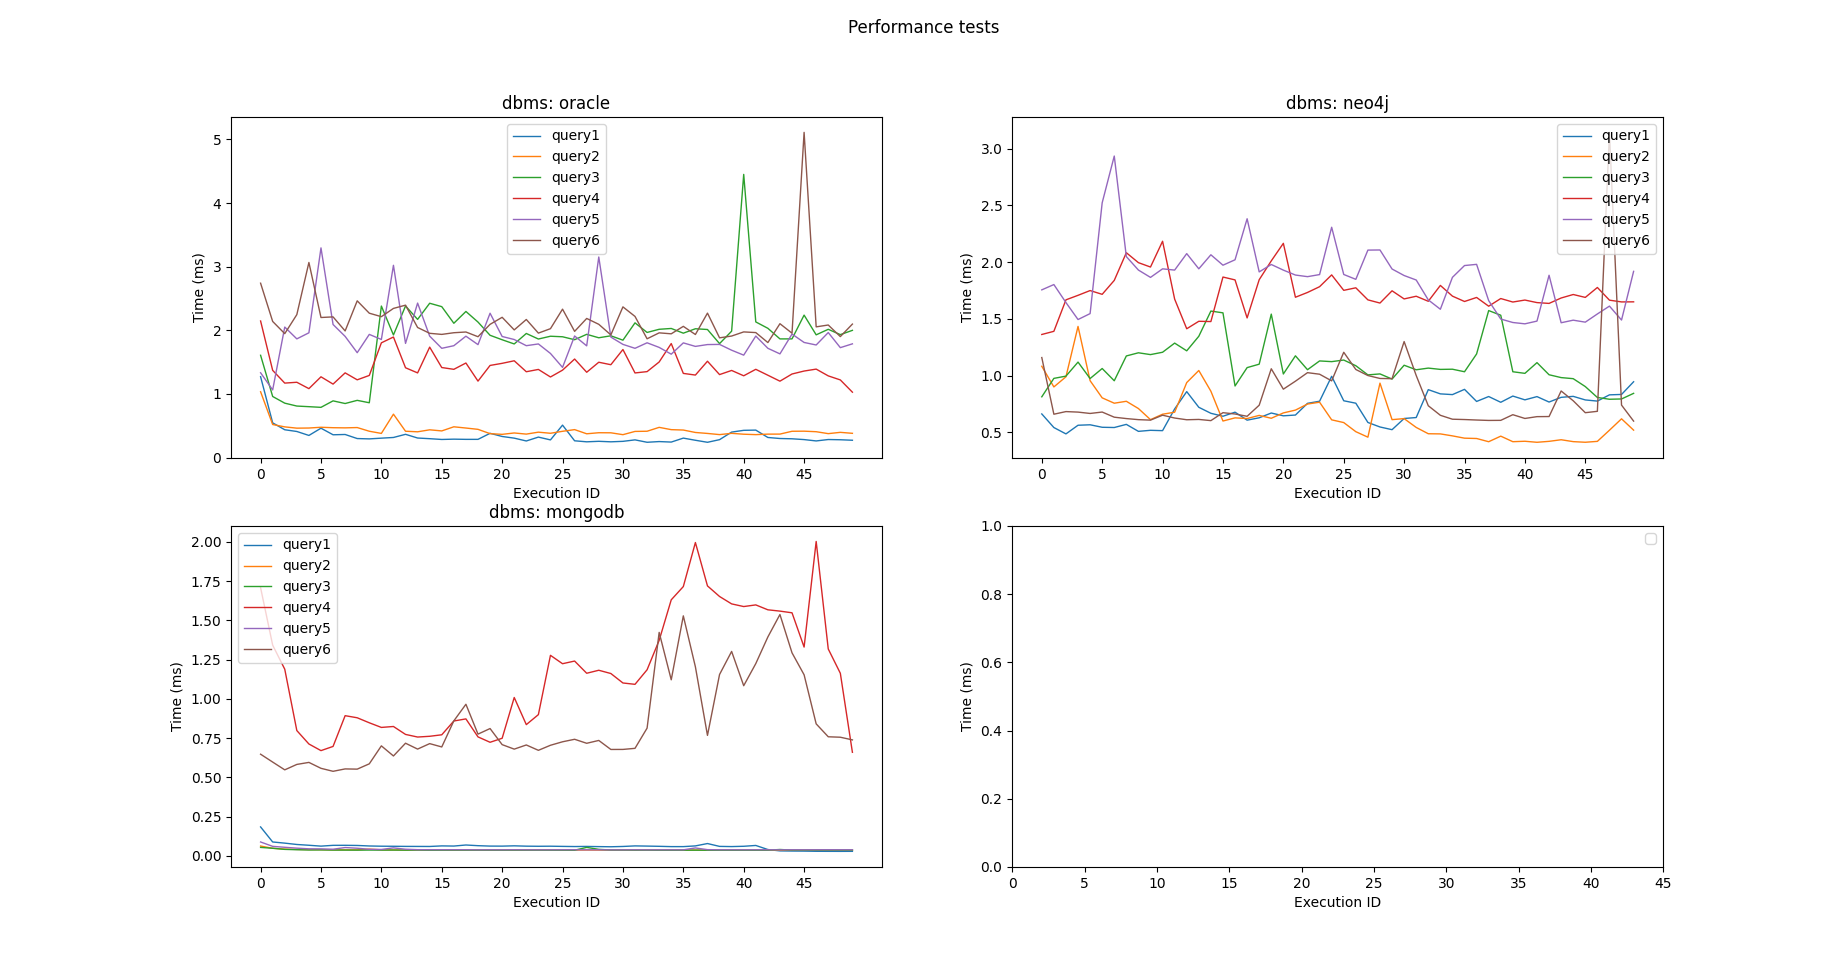 Performance tests
dbms: oracle
5
4
3
2
1
0
Time (ms)
query1
query2
query3
query4
query5
query6
0 5 10 15 20 25 30 35 40 45
Execution ID
dbms: neo4j
3.0
2.5
2.0
1.5
1.0
0.5
Time (ms)
query1
query2
query3
query4
query5
query6
0 5 10 15 20 25 30 35 40 45
Execution ID
dbms: mongodb
2.00
1.75
1.50
1.25
1.00
0.75
0.50
0.25
0.00
Time (ms)
query1
query2
query3
query4
query5
query6
0 5 10 15 20 25 30 35 40 45
Execution ID
1.0
0.8
0.6
0.4
0.2
0.0
Time (ms)
0 5 10 15 20 25 30 35 40 45
Execution ID